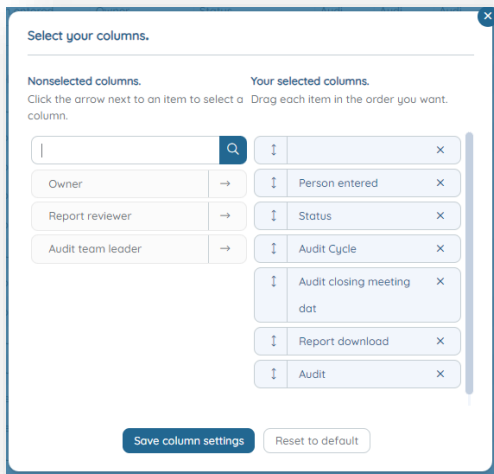 Select your columns.
Nonselected columns.
Click the arrow next to an item to select a
column.
Owner
Report reviewer
Audit team leader
Your selected columns.
Drag each item in the order you want.
Person entered
Status
Audit Cycle
Audit closing meeting
dat
Report download
Audit
Save column settings
Reset to default